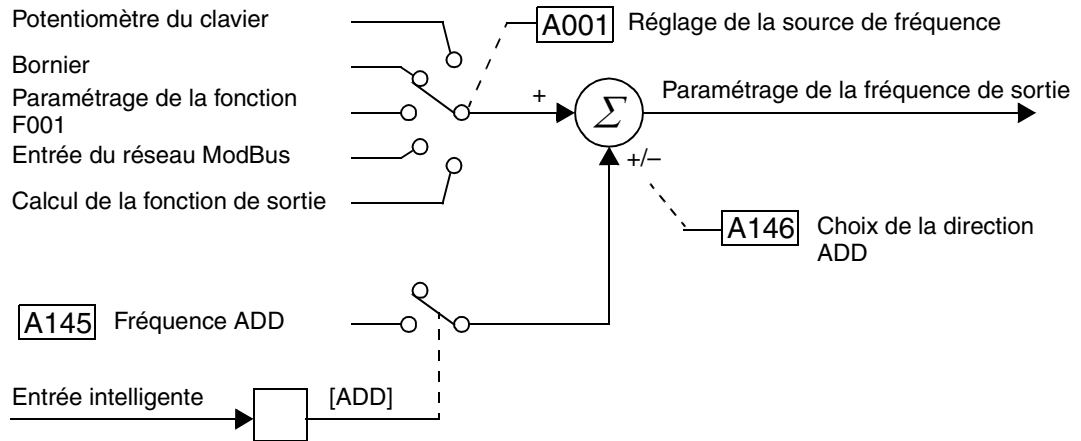 Potentiomètre du clavier
A001 Réglage de la source de fréquence
Bornier
Paramétrage de la fonction
F001
+
Σ
Paramétrage de la fréquence de sortie
Entrée du réseau ModBus
+/–
Calcul de la fonction de sortie
A146 Choix de la direction
ADD
A145 Fréquence ADD
Entrée intelligente
[ADD]